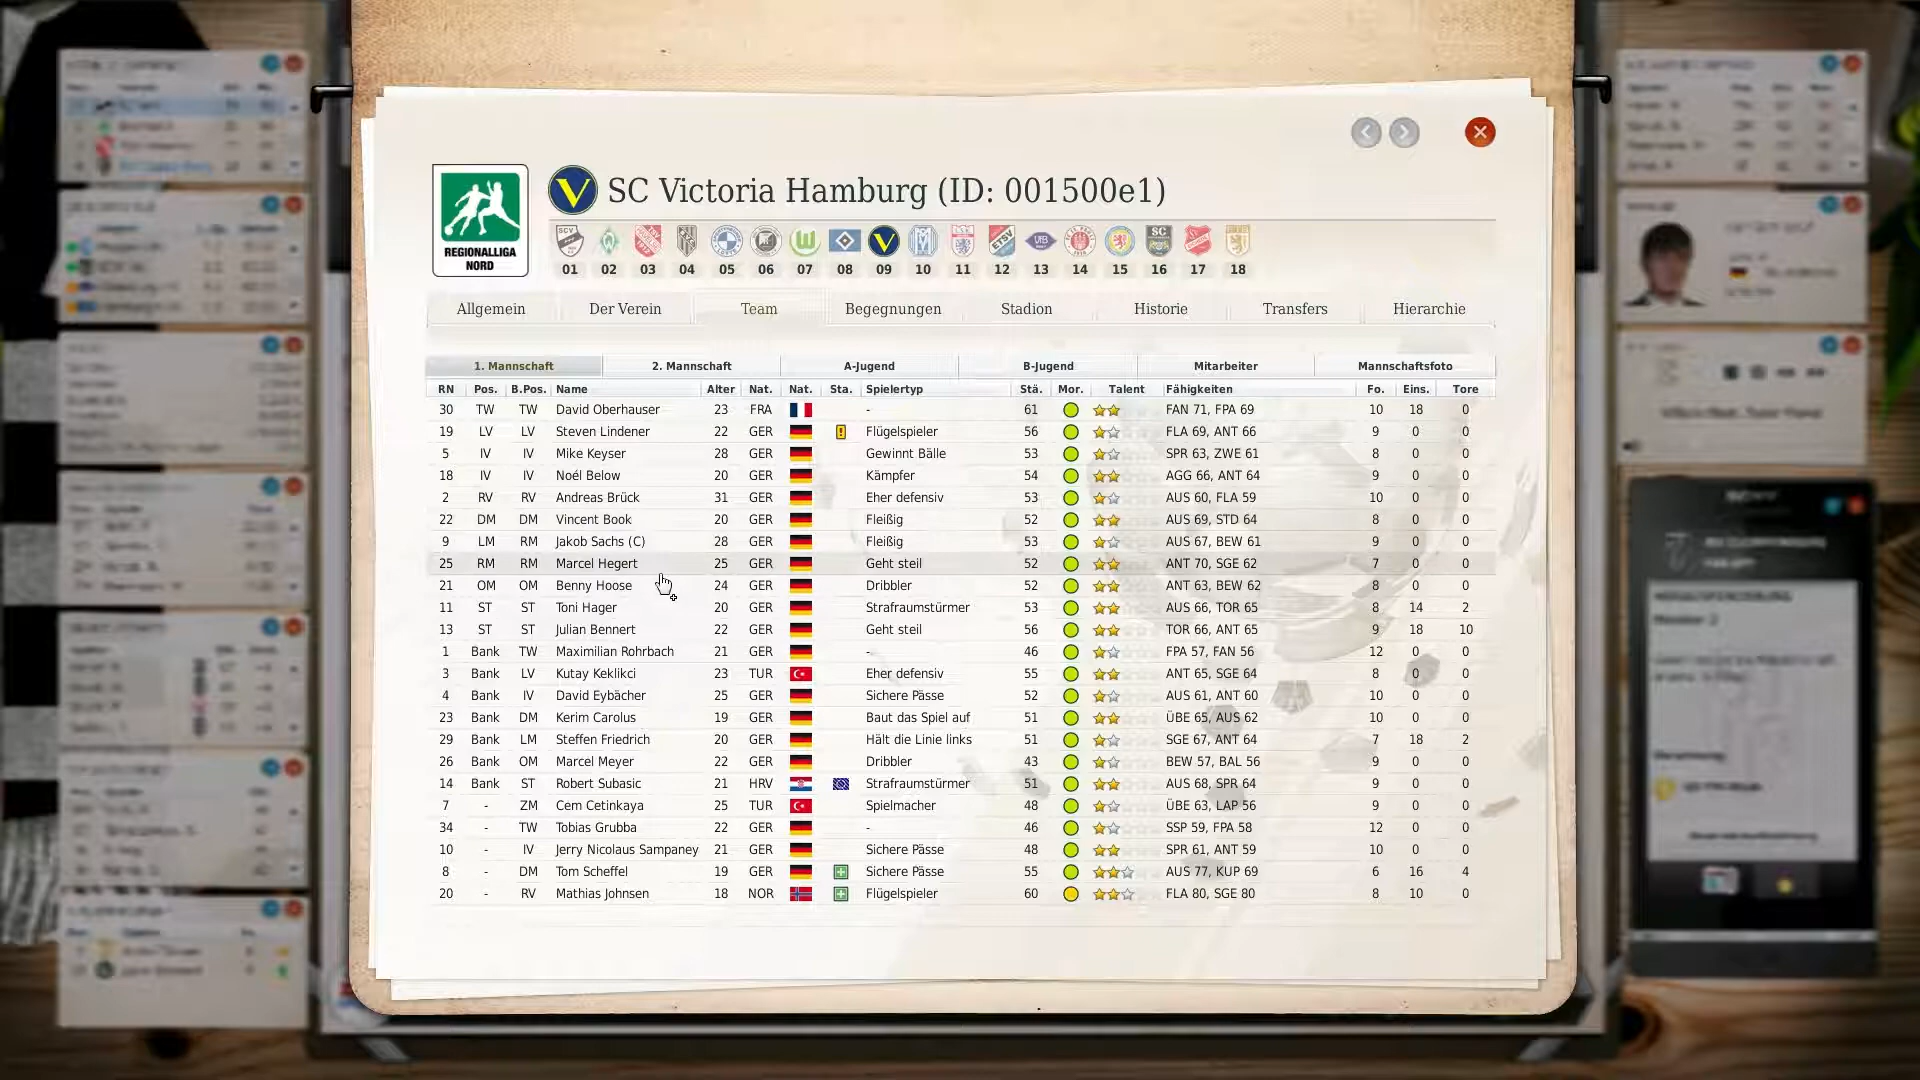 SC Victoria Hamburg (ID: 001500e1)
REGIONALLIGA
NORD
01 02 03 04 05 06 07 08 09 10 11 12 13 14 15 16 17 18
Allgemein Der Verein Team Begegnungen Stadion Historie Transfers Hierarchie
1. Mannschaft 2. Mannschaft A-Jugend B-Jugend Mitarbeiter Mannschaftsfoto
RN Pos. B.Pos. Name Alter Nat. Nat. Sta. Spielertyp Stä. Mor. Talent Fähigkeiten Fo. Eins. Tore
30 TW TW David Oberhauser 23 FRA - 61 FAN 71, FPA 69 10 18 0
19 LV LV Steven Lindener 22 GER Flügelspieler 56 FLA 69, ANT 66 9 0 0
5 IV IV Mike Keyser 28 GER Gewinnt Bälle 53 SPR 63, ZWE 61 8 0 0
18 IV IV Noél Below 20 GER Kämpfer 54 AGG 66, ANT 64 9 0 0
2 RV RV Andreas Brück 31 GER Eher defensiv 53 AUS 60, FLA 59 10 0 0
22 DM DM Vincent Book 20 GER Fleißig 52 AUS 69, STD 64 8 0 0
9 LM RM Jakob Sachs (C) 28 GER Fleißig 53 AUS 67, BEW 61 9 0 0
25 RM RM Marcel Hegert 25 GER Geht steil 52 ANT 70, SGE 62 7 0 0
21 OM OM Benny Hoose 24 GER Dribbler 52 ANT 63, BEW 62 8 0 0
11 ST ST Toni Hager 20 GER Strafraumstürmer 53 AUS 66, TOR 65 8 14 2
13 ST ST Julian Bennert 22 GER Geht steil 56 TOR 66, ANT 65 9 18 10
1 Bank TW Maximilian Rohrbach 21 GER - 46 FPA 57, FAN 56 12 0 0
3 Bank LV Kutay Keklikci 23 TUR Eher defensiv 55 ANT 65, SGE 64 8 0 0
4 Bank IV David Eybächer 25 GER Sichere Pässe 52 AUS 61, ANT 60 10 0 0
23 Bank DM Kerim Carolus 19 GER Baut das Spiel auf 51 ÜBE 65, AUS 62 10 0 0
29 Bank LM Steffen Friedrich 20 GER Hält die Linie links 51 SGE 67, ANT 64 7 18 2
26 Bank OM Marcel Meyer 22 GER Dribbler 43 BEW 57, BAL 56 9 0 0
14 Bank ST Robert Subasic 21 HRV Strafraumstürmer 51 AUS 68, SPR 64 9 0 0
7 - ZM Cem Cetinkaya 25 TUR Spielmacher 48 ÜBE 63, LAP 56 9 0 0
34 - TW Tobias Grubba 22 GER - 46 SSP 59, FPA 58 12 0 0
10 - IV Jerry Nicolaus Sampaney 21 GER Sichere Pässe 48 SPR 61, ANT 59 10 0 0
8 - DM Tom Scheffel 19 GER Sichere Pässe 55 AUS 77, KUP 69 6 16 4
20 - RV Mathias Johnsen 18 NOR Flügelspieler 60 FLA 80, SGE 80 8 10 0